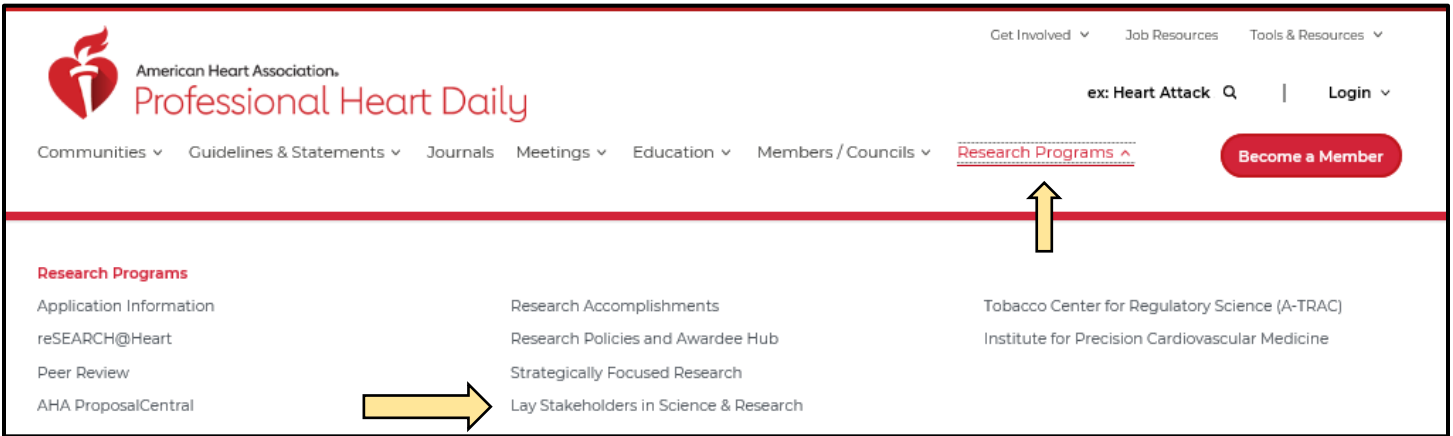 Get Involved Job Resources Tools & Resources
American Heart Association®
Professional Heart Daily
ex: Heart Attack | Login
Communities Guidelines & Statements Journals Meetings Education Members / Councils Research Programs Become a Member
Research Programs
Application Information Research Accomplishments Tobacco Center for Regulatory Science (A-TRAC)
reSEARCH@Heart Research Policies and Awardee Hub Institute for Precision Cardiovascular Medicine
Peer Review Strategically Focused Research
AHA ProposalCentral Lay Stakeholders in Science & Research